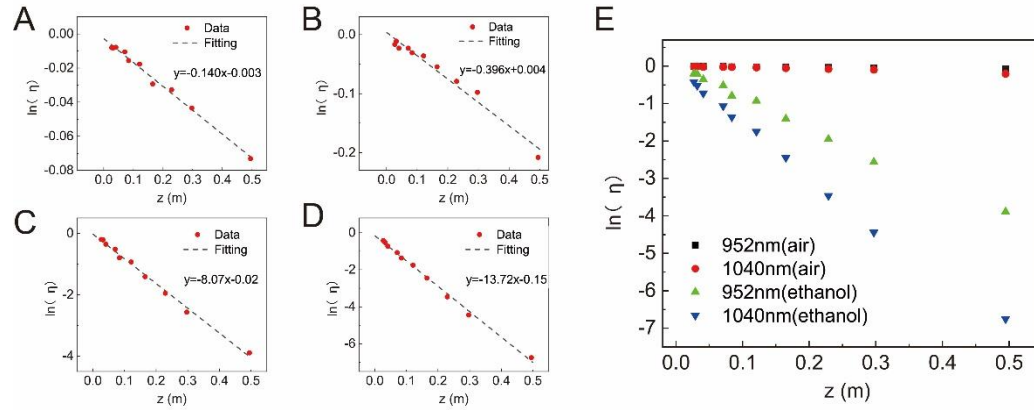 A
0.00
-0.02
-0.04
-0.06
-0.08
ln( η)
Data
Fitting
y=-0.140x-0.003
0.0 0.1 0.2 0.3 0.4 0.5
z (m)
B
0.0
-0.1
-0.2
ln( η)
Data
Fitting
y=-0.396x+0.004
0.0 0.1 0.2 0.3 0.4 0.5
z (m)
C
0
-2
-4
ln( η)
Data
Fitting
y=-8.07x-0.02
0.0 0.1 0.2 0.3 0.4 0.5
z (m)
D
0
-2
-4
-6
ln( η)
Data
Fitting
y=-13.72x-0.15
0.0 0.1 0.2 0.3 0.4 0.5
z (m)
E
0
-1
-2
-3
-4
-5
-6
-7
ln( η)
952nm(air)
1040nm(air)
952nm(ethanol)
1040nm(ethanol)
0.0 0.1 0.2 0.3 0.4 0.5
z (m)